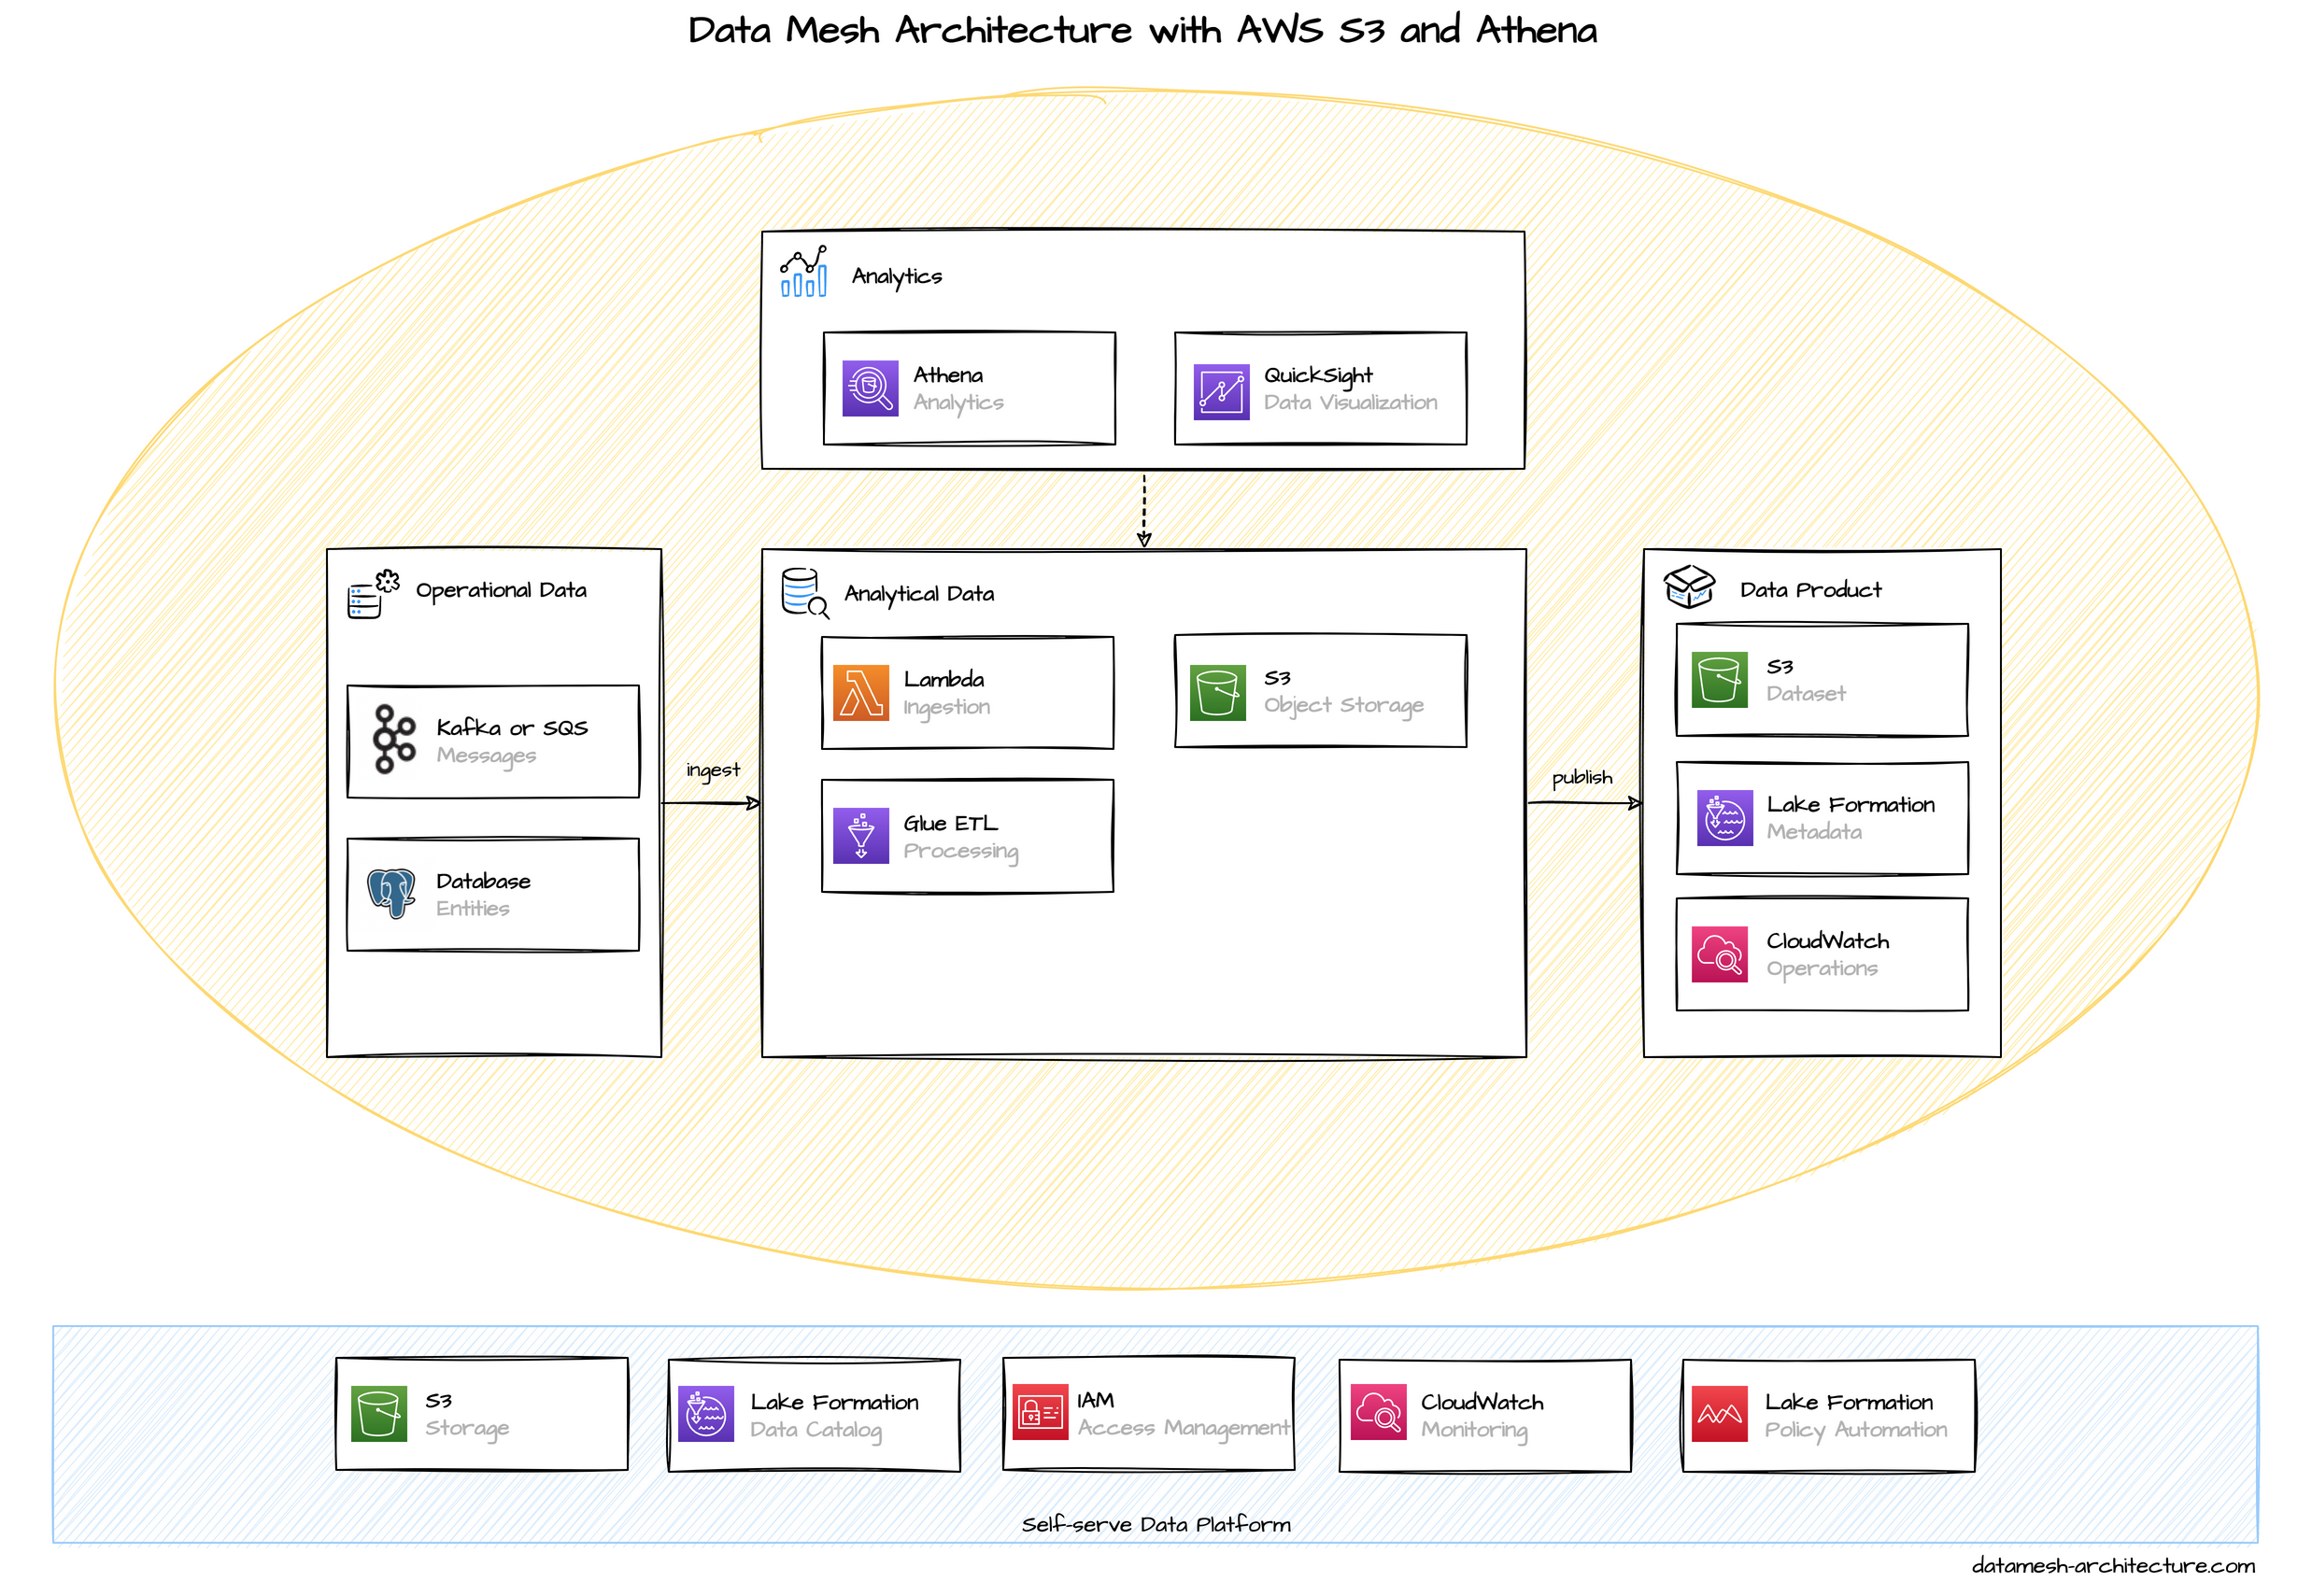 Data Mesh Architecture with AWS S3 and Athena
Analytics
Athena
Analytics
QuickSight
Data Visualization
Operational Data
Kafka or SQS
Messages
Database
Entities
ingest
Analytical Data
Lambda
Ingestion
S3
Object Storage
Glue ETL
Processing
publish
Data Product
S3
Dataset
Lake Formation
Metadata
CloudWatch
Operations
S3
Storage
Lake Formation
Data Catalog
IAM
Access Management
CloudWatch
Monitoring
Lake Formation
Policy Automation
Self-serve Data Platform
datamesh-architecture.com